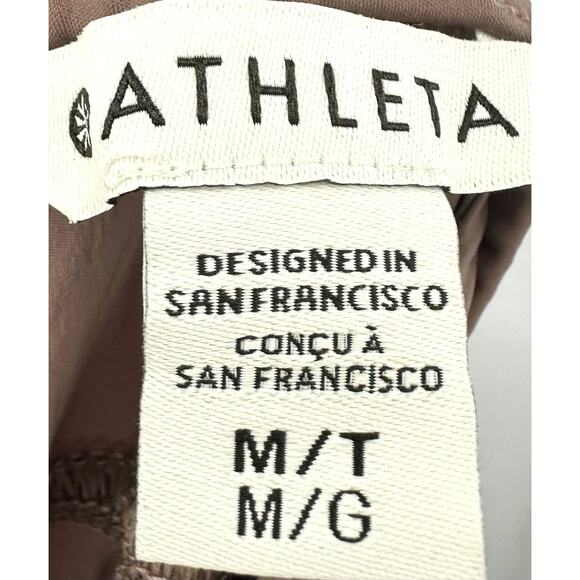 ATHLETA
DESIGNED IN
SAN FRANCISCO
CONÇU À
SAN FRANCISCO
M/T
M/G